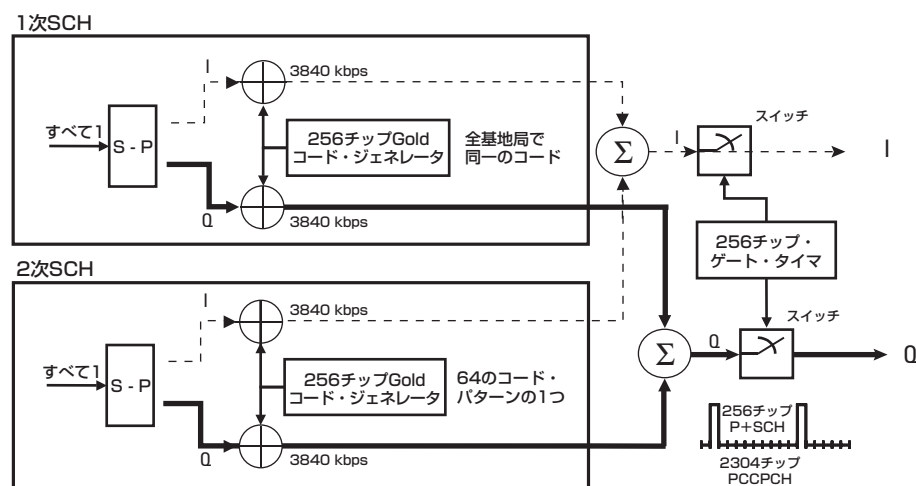 1次SCH
I
3840 kbps
すべて1
S - P
256チップGold
コード・ジェネレータ
全基地局で
同一のコード
Q
3840 kbps
Σ
I
スイッチ
I
256チップ・
ゲート・タイマ
2次SCH
I
3840 kbps
すべて1
S - P
256チップGold
コード・ジェネレータ
64のコード・
パターンの1つ
Q
3840 kbps
Σ
Q
スイッチ
Q
256チップ
P+SCH
2304チップ
PCCPCH